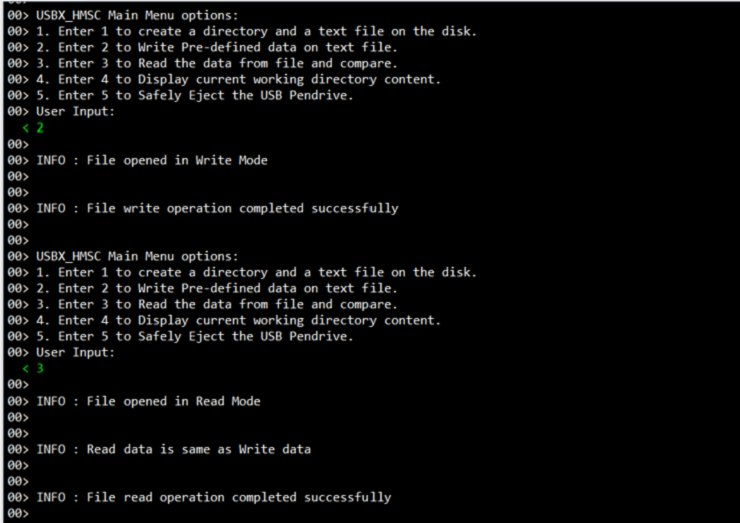 00> USBX_HMSC Main Menu options:
00> 1. Enter 1 to create a directory and a text file on the disk.
00> 2. Enter 2 to Write Pre-defined data on text file.
00> 3. Enter 3 to Read the data from file and compare.
00> 4. Enter 4 to Display current working directory content.
00> 5. Enter 5 to Safely Eject the USB Pendrive.
00> User Input:
< 2
00>
00> INFO : File opened in Write Mode
00>
00>
00> INFO : File write operation completed successfully
00>
00>
00> USBX_HMSC Main Menu options:
00> 1. Enter 1 to create a directory and a text file on the disk.
00> 2. Enter 2 to Write Pre-defined data on text file.
00> 3. Enter 3 to Read the data from file and compare.
00> 4. Enter 4 to Display current working directory content.
00> 5. Enter 5 to Safely Eject the USB Pendrive.
00> User Input:
< 3
00>
00> INFO : File opened in Read Mode
00>
00>
00> INFO : Read data is same as Write data
00>
00>
00> INFO : File read operation completed successfully
00>